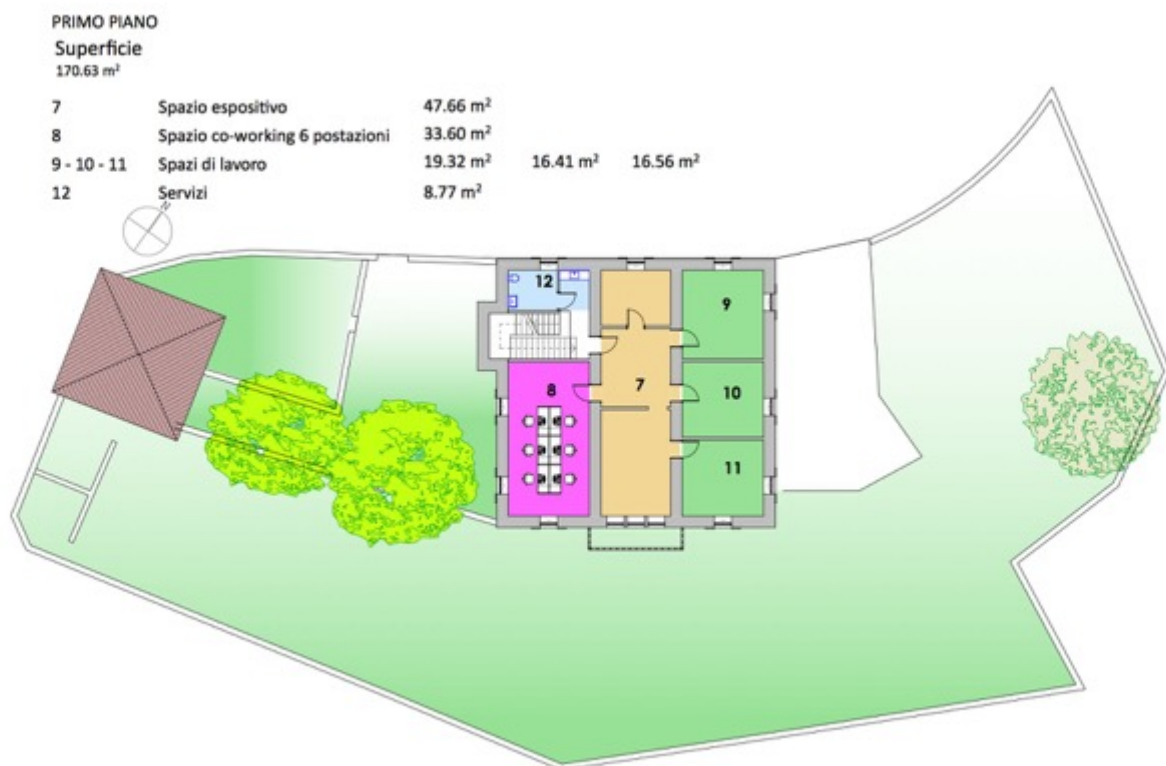 PRIMO PIANO
Superficie
170.63 m²
7 Spazio espositivo 47.66 m²
8 Spazio co-working 6 postazioni 33.60 m²
9 - 10 - 11 Spazi di lavoro 19.32 m² 16.41 m² 16.56 m²
12 Servizi 8.77 m²
N
12
9
8
7
10
11